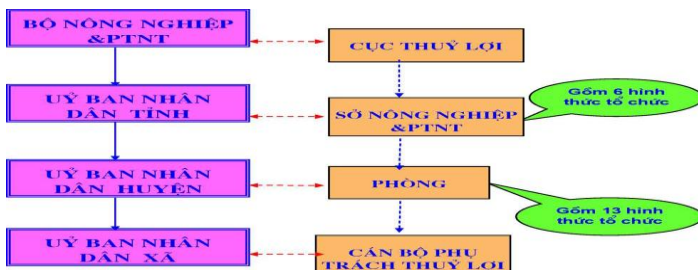 BỘ NÔNG NGHIỆP
&PTNT
CỤC THUỶ LỢI
UỶ BAN NHÂN
DÂN TỈNH
SỞ NÔNG NGHIỆP
&PTNT
Gồm 6 hình
thức tổ chức
UỶ BAN NHÂN
DÂN HUYỆN
PHÒNG
Gồm 13 hình
thức tổ chức
UỶ BAN NHÂN
DÂN XÃ
CÁN BỘ PHỤ
TRÁCH THUỶ LỢI